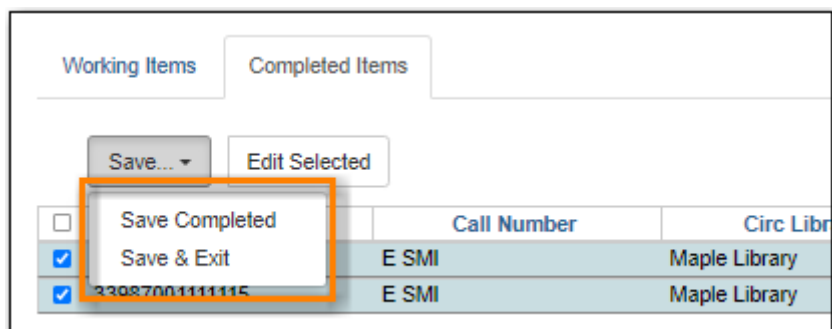 Working Items Completed Items
Save... Edit Selected
Save Completed Call Number Circ Libr
Save & Exit E SMI Maple Library
33987001111115 E SMI Maple Library